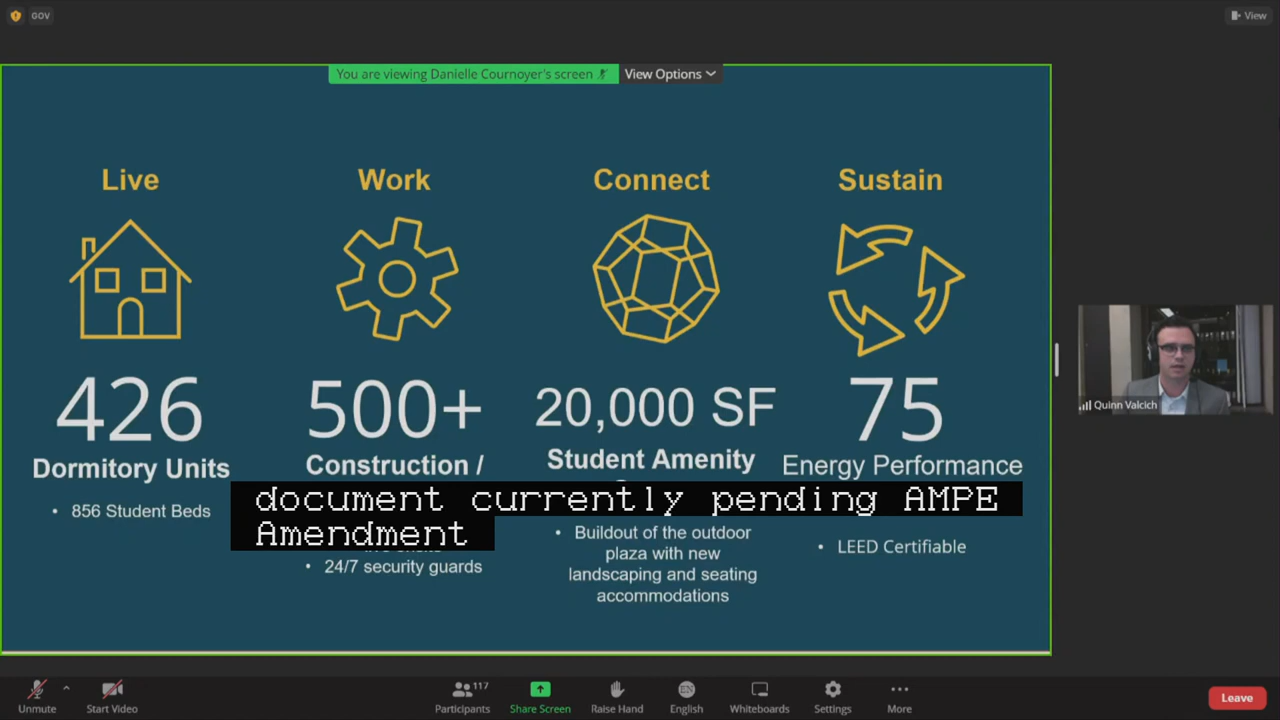 GOV
View
You are viewing Danielle Cournoyer's screen
View Options
Live
Work
Connect
Sustain
426
500+
20,000 SF
75
Dormitory Units
Construction /
Student Amenity
Energy Performance
• 856 Student Beds
document currently pending AMPE
Amendment
• 24/7 security guards
• Buildout of the outdoor
plaza with new
landscaping and seating
accommodations
• LEED Certifiable
Quinn Valcich
Unmute
Start Video
117
Participants
Share Screen
Raise Hand
EN
English
Whiteboards
Settings
More
Leave